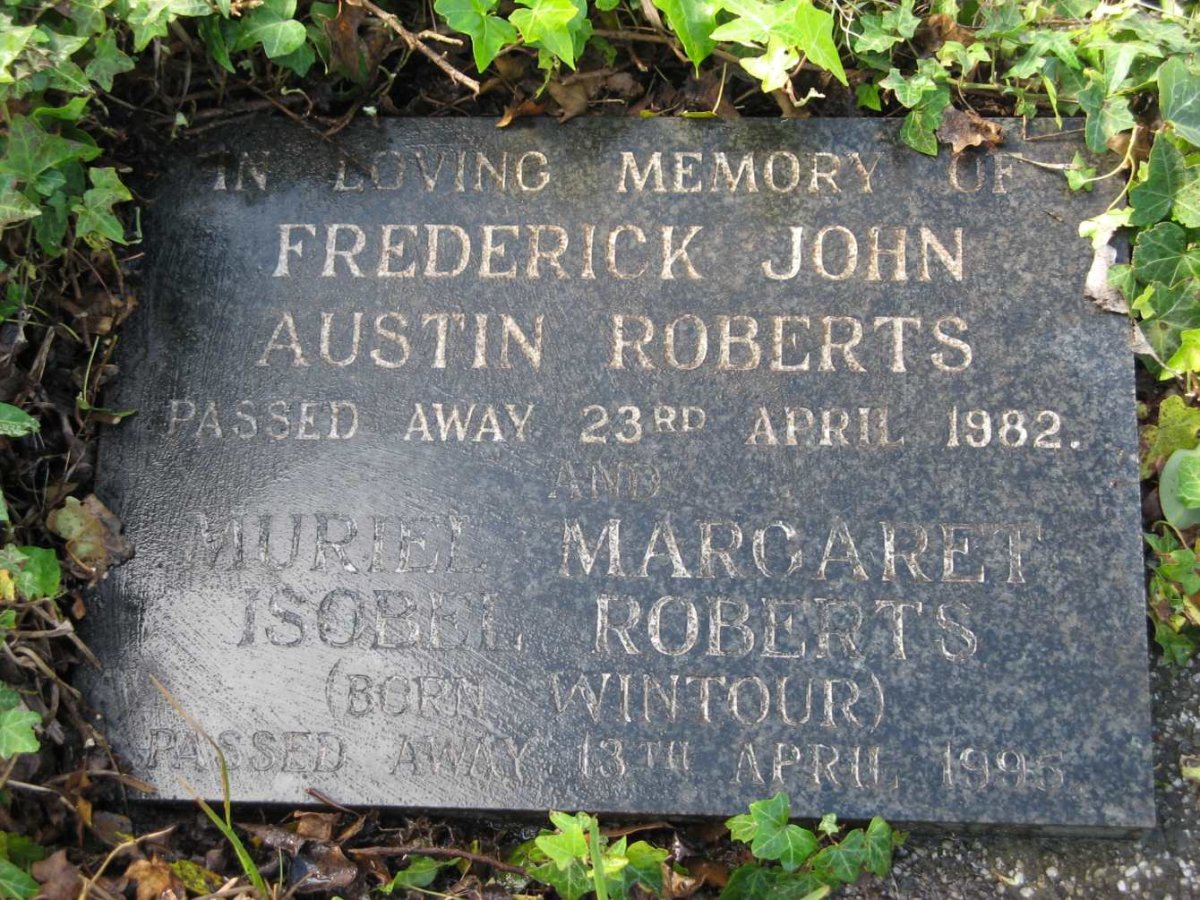 IN LOVING MEMORY OF
FREDERICK JOHN
AUSTIN ROBERTS
PASSED AWAY 23RD APRIL 1982.
AND
MURIEL MARGARET
ISOBEL ROBERTS
(BORN WINTOUR)
PASSED AWAY 13TH APRIL